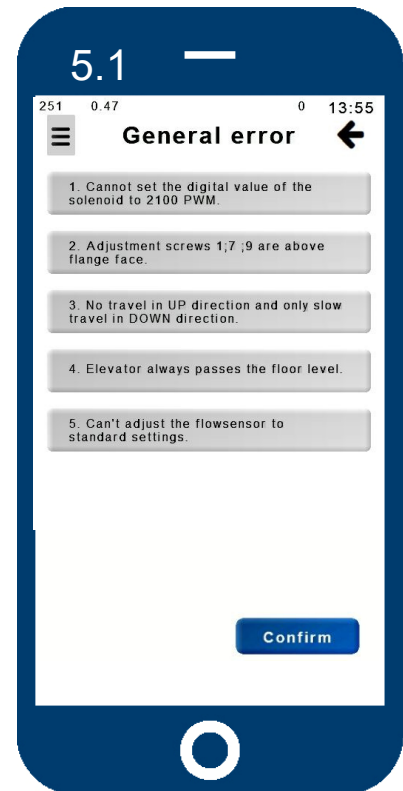 5.1
251 0.47 0 13:55
General error
1. Cannot set the digital value of the
solenoid to 2100 PWM.
2. Adjustment screws 1;7 ;9 are above
flange face.
3. No travel in UP direction and only slow
travel in DOWN direction.
4. Elevator always passes the floor level.
5. Can't adjust the flowsensor to
standard settings.
Confirm